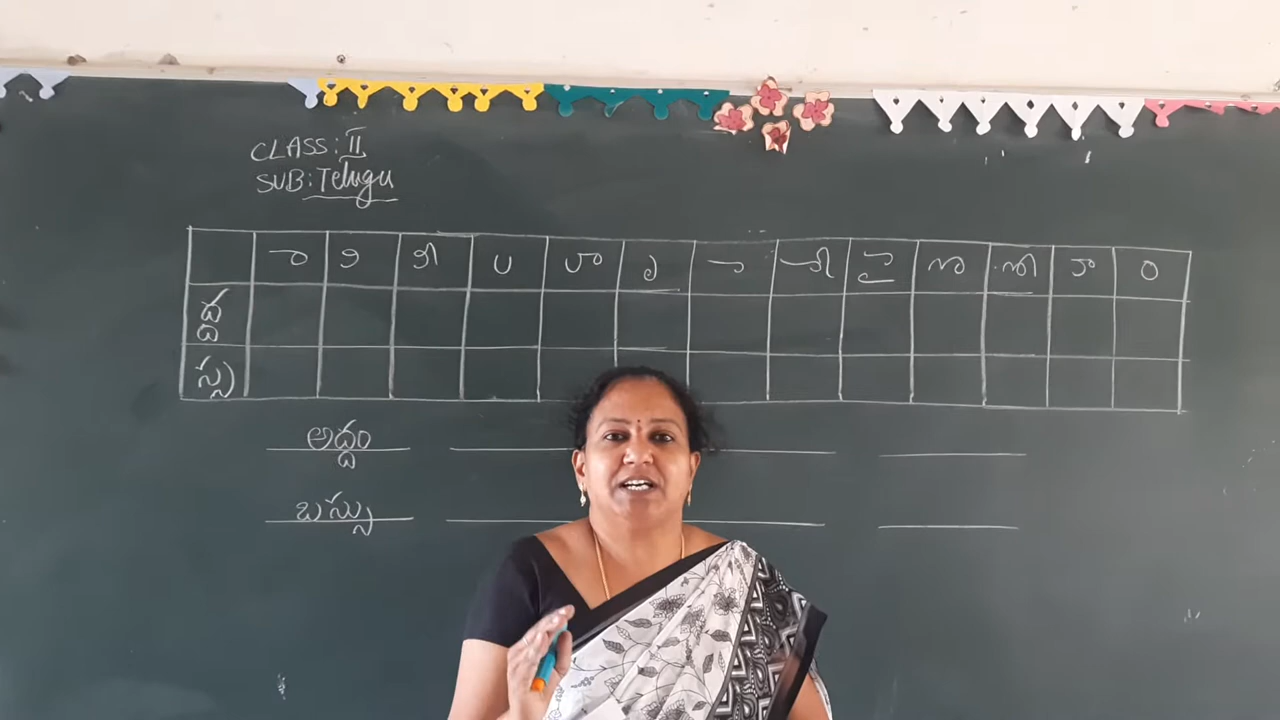 CLASS: II
SUB: Telugu
ా ి ీ ు ూ ె ే ై ొ ో ౌ ం
ద్ద
స్స
అద్దం
బస్సు